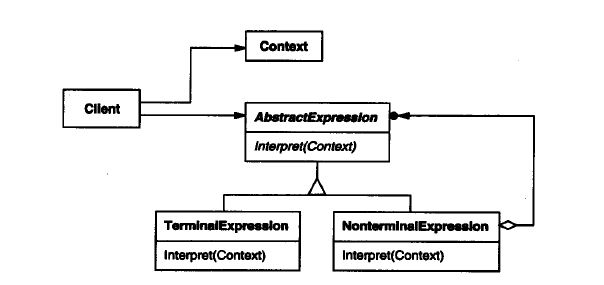 Context
Client
AbstractExpression
Interpret(Context)
TerminalExpression
Interpret(Context)
NonterminalExpression
Interpret(Context)